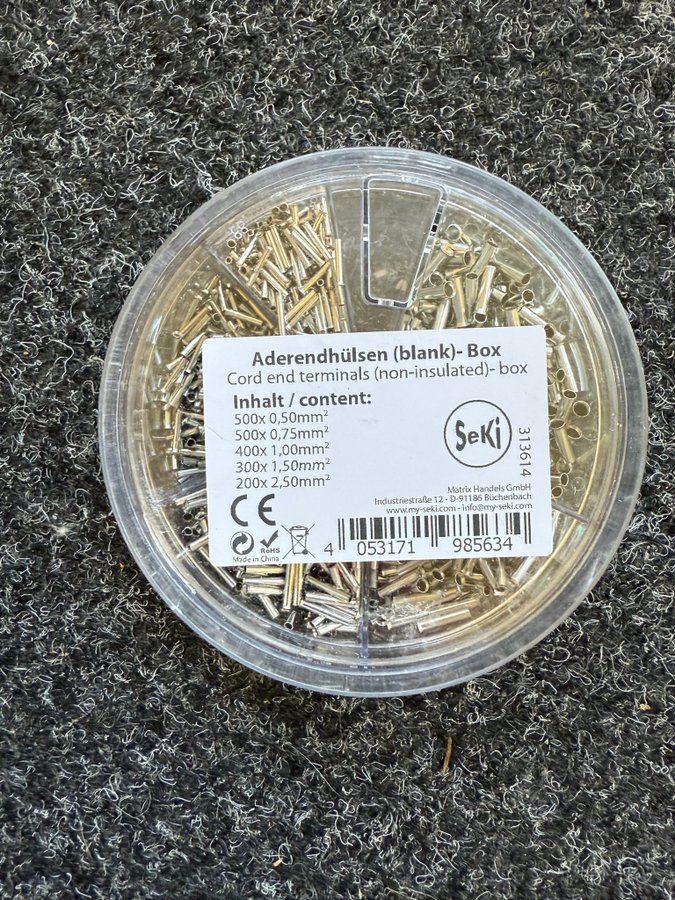 Aderendhülsen (blank)- Box
Cord end terminals (non-insulated)- box
Inhalt / content:
500x 0,50mm²
500x 0,75mm²
400x 1,00mm²
300x 1,50mm²
200x 2,50mm²
SeKi
313614
Matrix Handels GmbH
Industriestraße 12 - D-91186 Büchenbach
www.my-seki.com - info@my-seki.com
CE
RoHS
Made in China
4 053171 985634